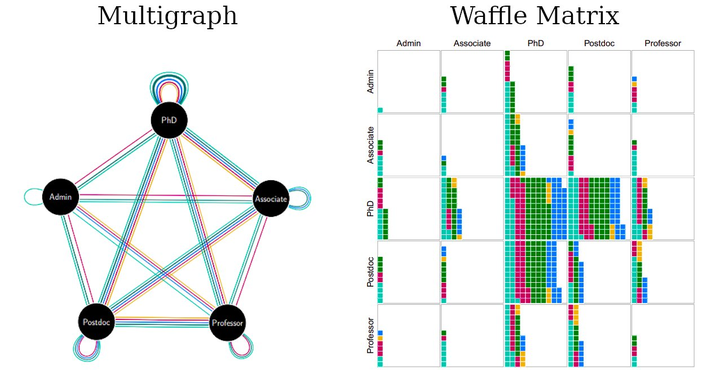 Multigraph
Waffle Matrix
PhD
Admin
Associate
Postdoc
Professor
Admin
Associate
PhD
Postdoc
Professor
Admin
Associate
PhD
Postdoc
Professor